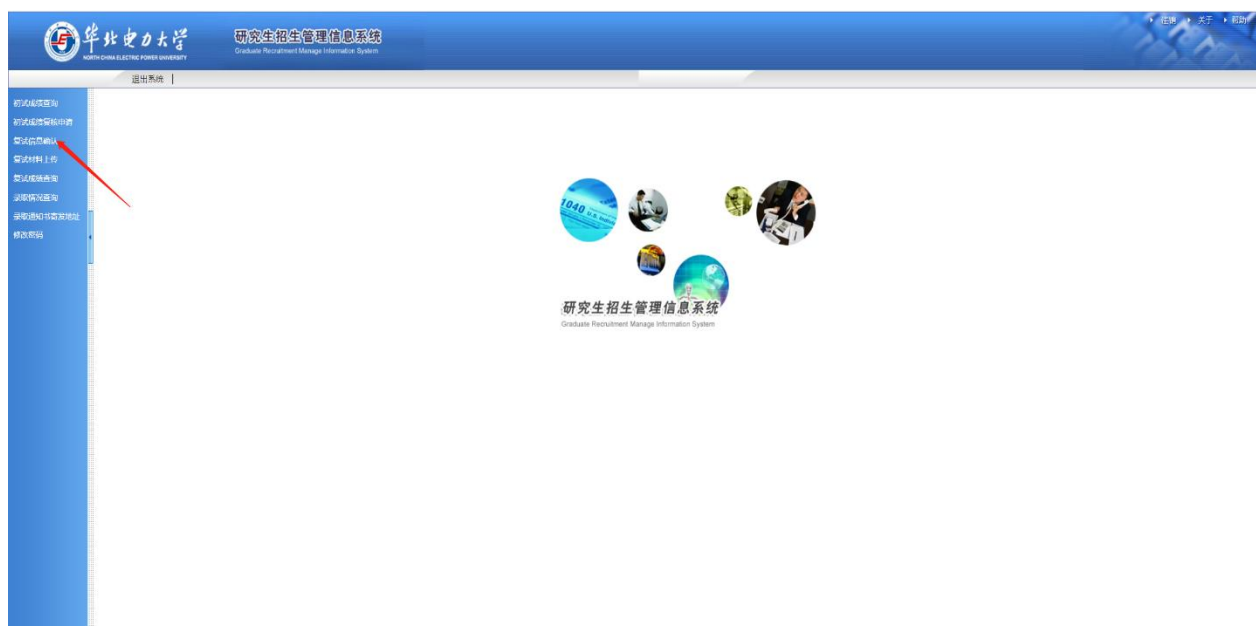 华北电力大学
NORTH CHINA ELECTRIC POWER UNIVERSITY
研究生招生管理信息系统
Graduate Recruitment Manage Information System
注销 关于 帮助
退出系统
初试成绩查询
初试成绩复核申请
复试信息确认
复试材料上传
复试成绩查询
录取情况查询
录取通知书寄发地址
修改密码
1040 U.S. Indivi
研究生招生管理信息系统
Graduate Recruitment Manage Information System